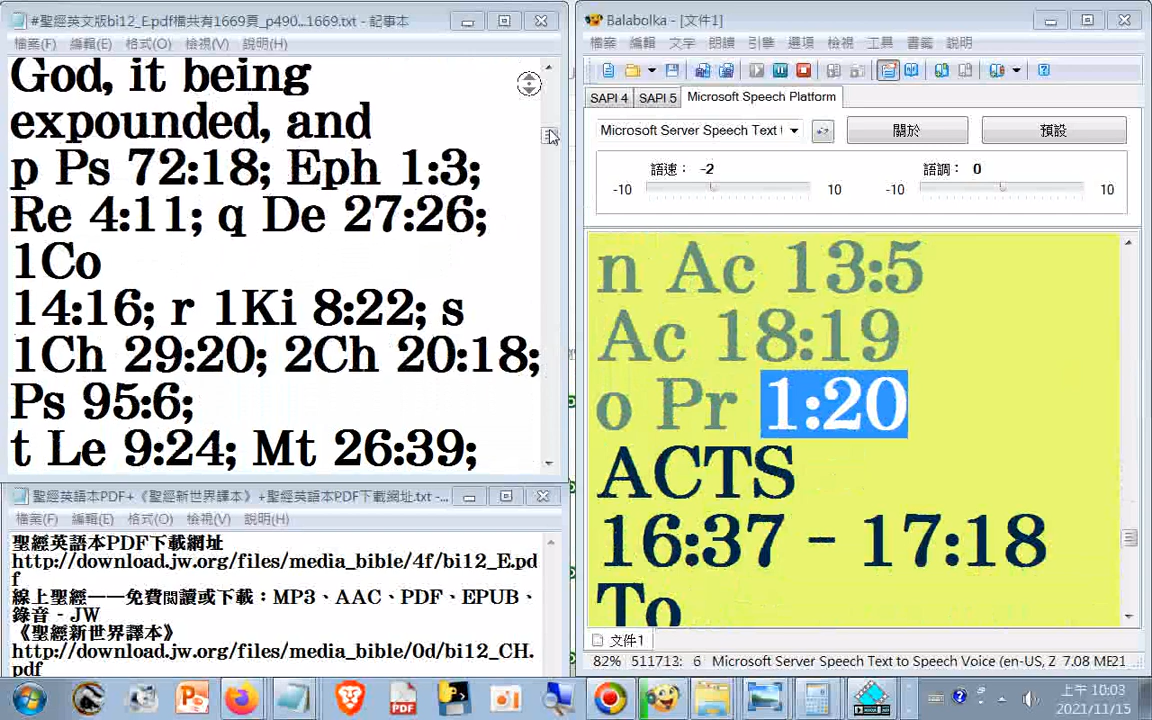 #聖經英文版bi12_E.pdf檔共有1669頁_p490...1669.txt - 記事本
檔案(F) 編輯(E) 格式(O) 檢視(V) 說明(H)
God, it being
expounded, and
p Ps 72:18; Eph 1:3;
Re 4:11; q De 27:26;
1Co
14:16; r 1Ki 8:22; s
1Ch 29:20; 2Ch 20:18;
Ps 95:6;
t Le 9:24; Mt 26:39;
聖經英語本PDF+《聖經新世界譯本》+聖經英語本PDF下載網址.txt -...
檔案(F) 編輯(E) 格式(O) 檢視(V) 說明(H)
聖經英語本PDF下載網址
http://download.jw.org/files/media_bible/4f/bi12_E.pd
f
線上聖經——免費閱讀或下載：MP3、AAC、PDF、EPUB、
錄音 - JW
《聖經新世界譯本》
http://download.jw.org/files/media_bible/0d/bi12_CH.
pdf
Balabolka - [文件1]
檔案 編輯 文字 朗讀 引擎 選項 檢視 工具 書籤 說明
SAPI 4 SAPI 5 Microsoft Speech Platform
Microsoft Server Speech Text 關於 預設
語速： -2 語調： 0
-10 10 -10 10
n Ac 13:5
Ac 18:19
o Pr 1:20
ACTS
16:37 - 17:18
To
文件1
82% 511713: 6 Microsoft Server Speech Text to Speech Voice (en-US, Z 7.08 ME21
PDF
上午 10:03
2021/11/15